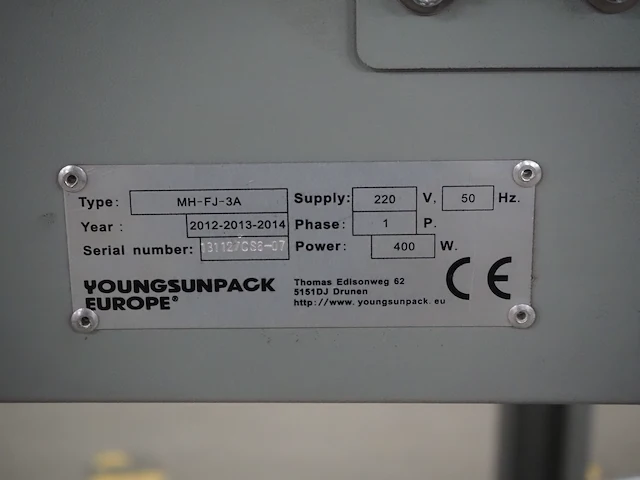 Type: MH-FJ-3A Supply: 220 V. 50 Hz.
Year : 2012-2013-2014 Phase: 1 P.
Serial number: Power: 400 W.
YOUNGSUNPACK
EUROPE®
Thomas Edisonweg 62
5151DJ Drunen
http://www.youngsunpack.eu
CE